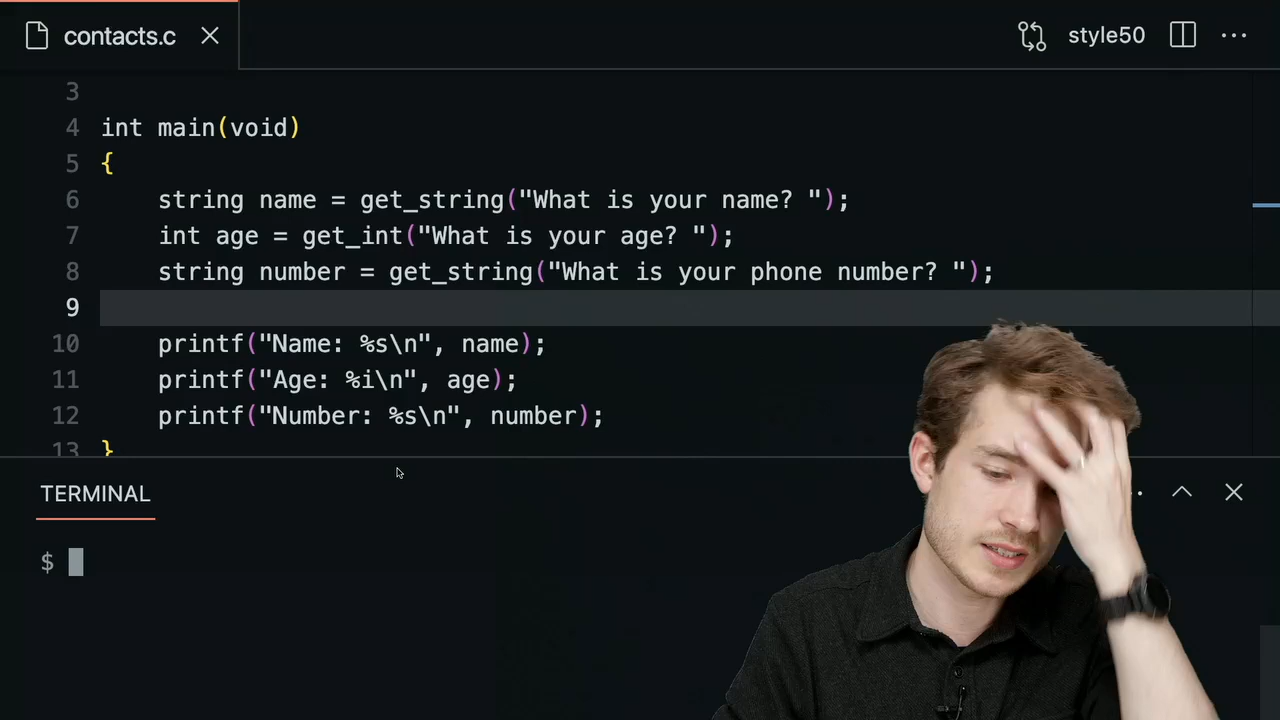 contacts.c
style50
3
4 int main(void)
5 {
6 string name = get_string("What is your name? ");
7 int age = get_int("What is your age? ");
8 string number = get_string("What is your phone number? ");
9
10 printf("Name: %s\n", name);
11 printf("Age: %i\n", age);
12 printf("Number: %s\n", number);
13 }
TERMINAL
$